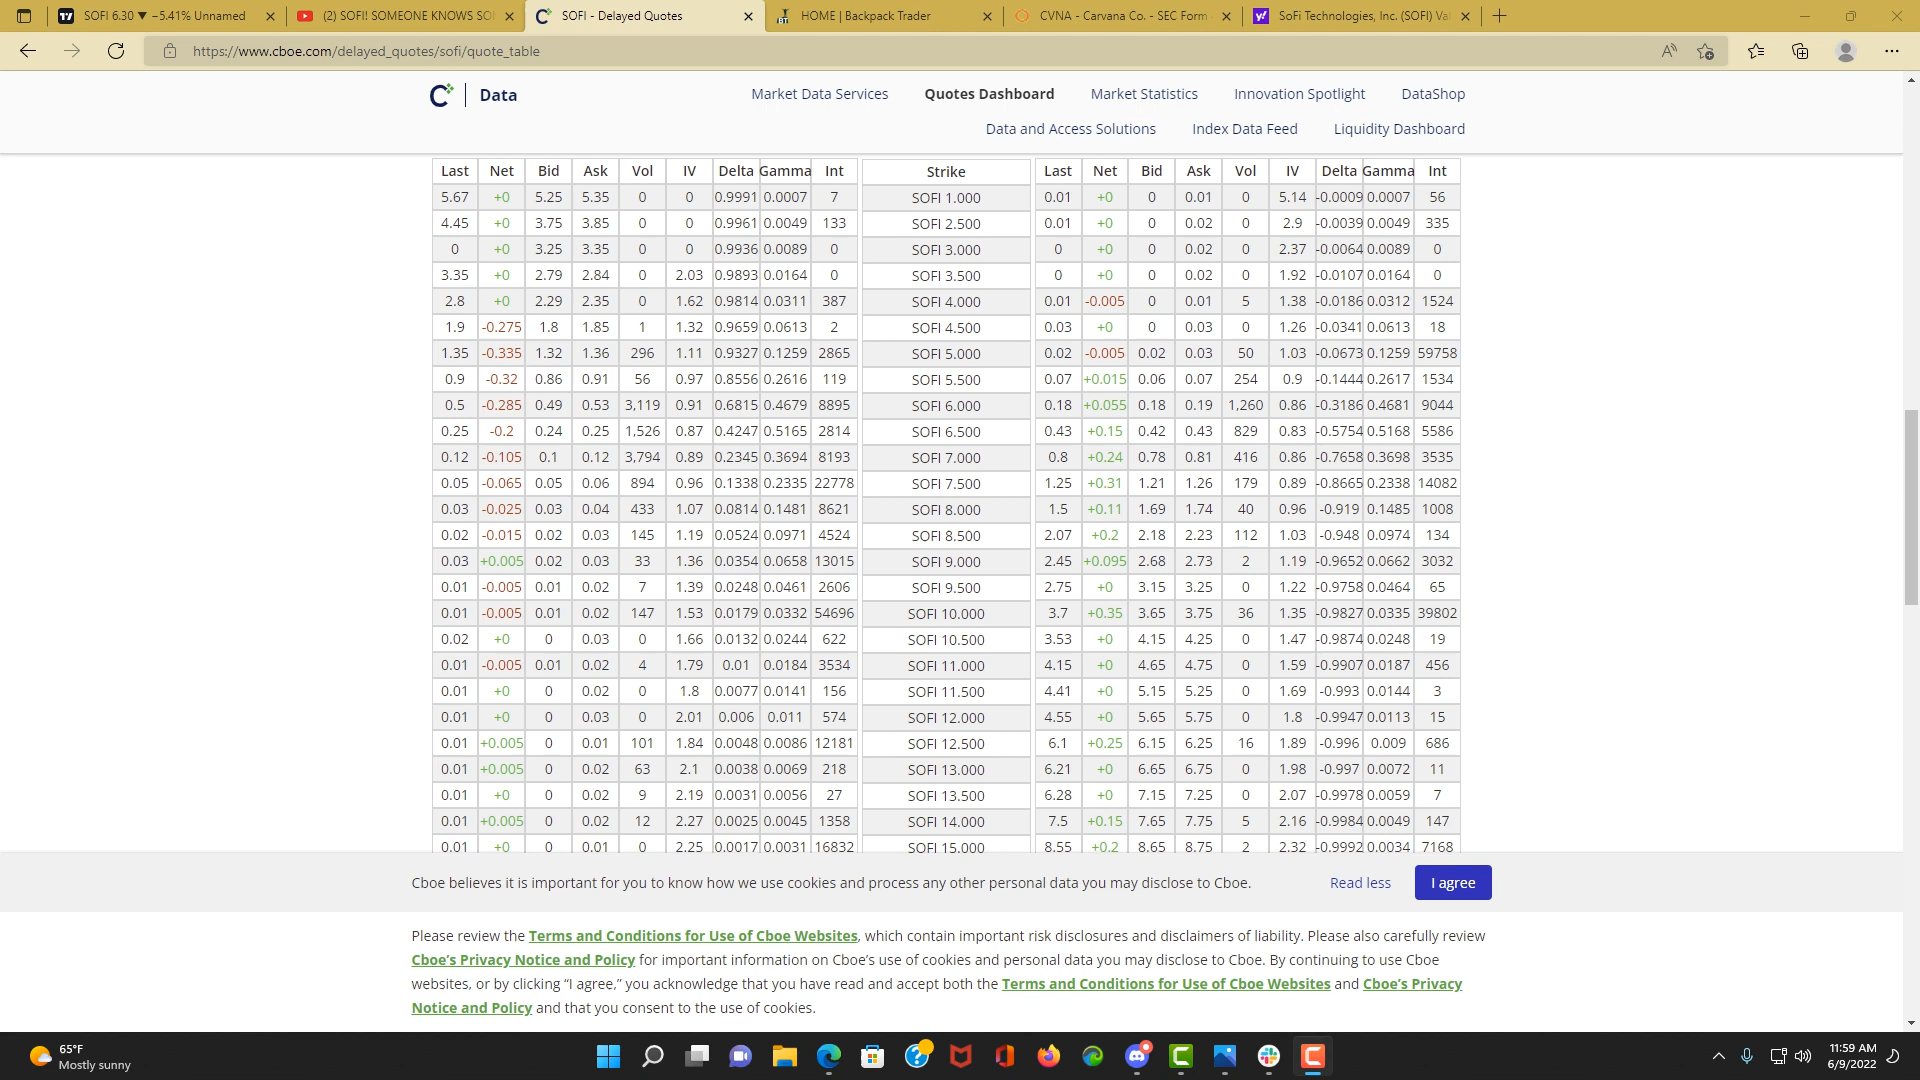 SOFI 6.30 ▼ −5.41% Unnamed
(2) SOFI! SOMEONE KNOWS SO
SOFI - Delayed Quotes
HOME | Backpack Trader
CVNA - Carvana Co. - SEC Form
SoFi Technologies, Inc. (SOFI) Va
https://www.cboe.com/delayed_quotes/sofi/quote_table
Data
Market Data Services Quotes Dashboard Market Statistics Innovation Spotlight DataShop
Data and Access Solutions Index Data Feed Liquidity Dashboard
Last Net Bid Ask Vol IV Delta Gamma Int Strike Last Net Bid Ask Vol IV Delta Gamma Int
5.67 +0 5.25 5.35 0 0 0.9991 0.0007 7 SOFI 1.000 0.01 +0 0 0.01 0 5.14 -0.0009 0.0007 56
4.45 +0 3.75 3.85 0 0 0.9961 0.0049 133 SOFI 2.500 0.01 +0 0 0.02 0 2.9 -0.0039 0.0049 335
0 +0 3.25 3.35 0 0 0.9936 0.0089 0 SOFI 3.000 0 +0 0 0.02 0 2.37 -0.0064 0.0089 0
3.35 +0 2.79 2.84 0 2.03 0.9893 0.0164 0 SOFI 3.500 0 +0 0 0.02 0 1.92 -0.0107 0.0164 0
2.8 +0 2.29 2.35 0 1.62 0.9814 0.0311 387 SOFI 4.000 0.01 -0.005 0 0.01 5 1.38 -0.0186 0.0312 1524
1.9 -0.275 1.8 1.85 1 1.32 0.9659 0.0613 2 SOFI 4.500 0.03 +0 0 0.03 0 1.26 -0.0341 0.0613 18
1.35 -0.335 1.32 1.36 296 1.11 0.9327 0.1259 2865 SOFI 5.000 0.02 -0.005 0.02 0.03 50 1.03 -0.0673 0.1259 59758
0.9 -0.32 0.86 0.91 56 0.97 0.8556 0.2616 119 SOFI 5.500 0.07 +0.015 0.06 0.07 254 0.9 -0.1444 0.2617 1534
0.5 -0.285 0.49 0.53 3,119 0.91 0.6815 0.4679 8895 SOFI 6.000 0.18 +0.055 0.18 0.19 1,260 0.86 -0.3186 0.4681 9044
0.25 -0.2 0.24 0.25 1,526 0.87 0.4247 0.5165 2814 SOFI 6.500 0.43 +0.15 0.42 0.43 829 0.83 -0.5754 0.5168 5586
0.12 -0.105 0.1 0.12 3,794 0.89 0.2345 0.3694 8193 SOFI 7.000 0.8 +0.24 0.78 0.81 416 0.86 -0.7658 0.3698 3535
0.05 -0.065 0.05 0.06 894 0.96 0.1338 0.2335 22778 SOFI 7.500 1.25 +0.31 1.21 1.26 179 0.89 -0.8665 0.2338 14082
0.03 -0.025 0.03 0.04 433 1.07 0.0814 0.1481 8621 SOFI 8.000 1.5 +0.11 1.69 1.74 40 0.96 -0.919 0.1485 1008
0.02 -0.015 0.02 0.03 145 1.19 0.0524 0.0971 4524 SOFI 8.500 2.07 +0.2 2.18 2.23 112 1.03 -0.948 0.0974 134
0.03 +0.005 0.02 0.03 33 1.36 0.0354 0.0658 13015 SOFI 9.000 2.45 +0.095 2.68 2.73 2 1.19 -0.9652 0.0662 3032
0.01 -0.005 0.01 0.02 7 1.39 0.0248 0.0461 2606 SOFI 9.500 2.75 +0 3.15 3.25 0 1.22 -0.9758 0.0464 65
0.01 -0.005 0.01 0.02 147 1.53 0.0179 0.0332 54696 SOFI 10.000 3.7 +0.35 3.65 3.75 36 1.35 -0.9827 0.0335 39802
0.02 +0 0 0.03 0 1.66 0.0132 0.0244 622 SOFI 10.500 3.53 +0 4.15 4.25 0 1.47 -0.9874 0.0248 19
0.01 -0.005 0.01 0.02 4 1.79 0.01 0.0184 3534 SOFI 11.000 4.15 +0 4.65 4.75 0 1.59 -0.9907 0.0187 456
0.01 +0 0 0.02 0 1.8 0.0077 0.0141 156 SOFI 11.500 4.41 +0 5.15 5.25 0 1.69 -0.993 0.0144 3
0.01 +0 0 0.03 0 2.01 0.006 0.011 574 SOFI 12.000 4.55 +0 5.65 5.75 0 1.8 -0.9947 0.0113 15
0.01 +0.005 0 0.01 101 1.84 0.0048 0.0086 12181 SOFI 12.500 6.1 +0.25 6.15 6.25 16 1.89 -0.996 0.009 686
0.01 +0.005 0 0.02 63 2.1 0.0038 0.0069 218 SOFI 13.000 6.21 +0 6.65 6.75 0 1.98 -0.997 0.0072 11
0.01 +0 0 0.02 9 2.19 0.0031 0.0056 27 SOFI 13.500 6.28 +0 7.15 7.25 0 2.07 -0.9978 0.0059 7
0.01 +0.005 0 0.02 12 2.27 0.0025 0.0045 1358 SOFI 14.000 7.5 +0.15 7.65 7.75 5 2.16 -0.9984 0.0049 147
0.01 +0 0 0.01 0 2.25 0.0017 0.0031 16832 SOFI 15.000 8.55 +0.2 8.65 8.75 2 2.32 -0.9992 0.0034 7168
Cboe believes it is important for you to know how we use cookies and process any other personal data you may disclose to Cboe. Read less I agree
Please review the Terms and Conditions for Use of Cboe Websites, which contain important risk disclosures and disclaimers of liability. Please also carefully review
Cboe's Privacy Notice and Policy for important information on Cboe's use of cookies and personal data you may disclose to Cboe. By continuing to use Cboe
websites, or by clicking “I agree,” you acknowledge that you have read and accept both the Terms and Conditions for Use of Cboe Websites and Cboe's Privacy
Notice and Policy and that you consent to the use of cookies.
65°F
Mostly sunny
11:59 AM
6/9/2022